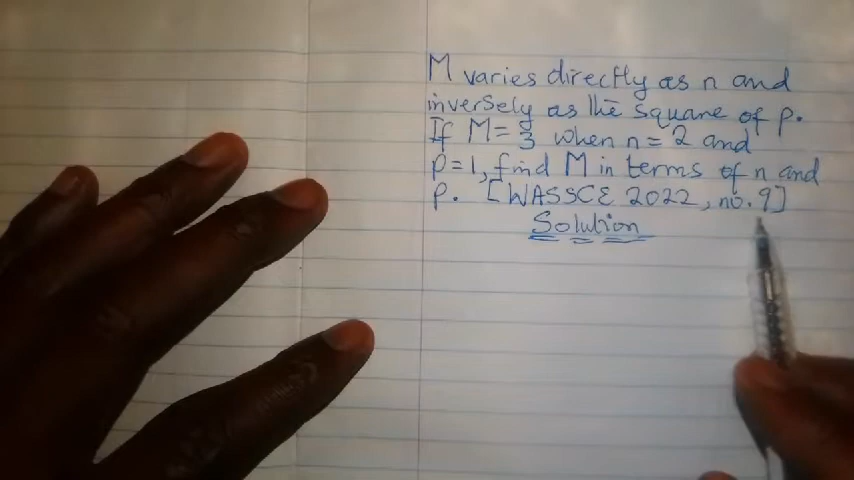 M varies directly as n and
inversely as the square of p.
If M = 3 when n = 2 and
p = 1, find M in terms of n and
p. [WASSCE 2022, no. 9]
Solution